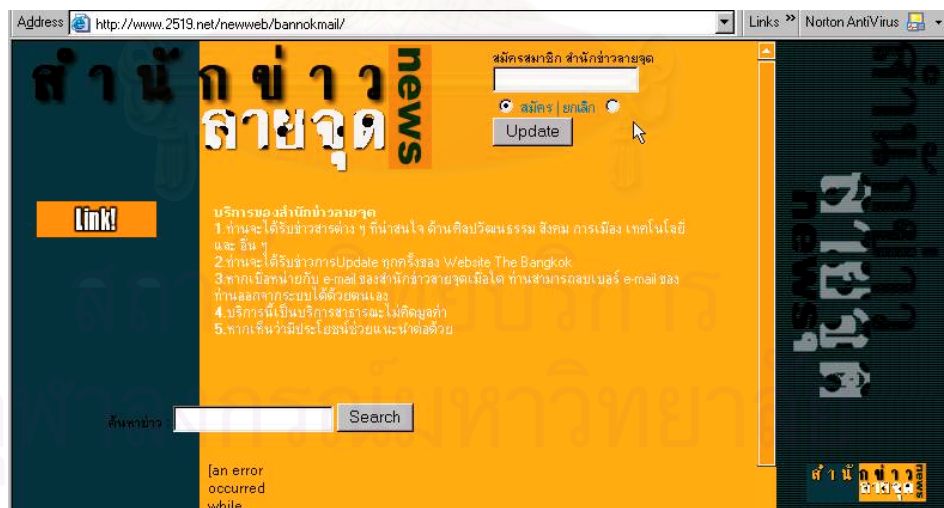 Address http://www.2519.net/newweb/bannokmail/ Links » Norton AntiVirus
สำนักข่าว
ลายจุด
news
สมัครสมาชิก สำนักข่าวลายจุด
สมัคร | ยกเลิก
Update
Link!
บริการของสำนักข่าวลายจุด
1.ท่านจะได้รับข่าวสารต่าง ๆ ที่น่าสนใจ ด้านศิลปวัฒนธรรม สังคม การเมือง เทคโนโลยี
และ อื่น ๆ
2.ท่านจะได้รับข่าวการUpdate ทุกครั้งของ Website The Bangkok
3.หากเบื่อหน่ายกับ e-mail ของสำนักข่าวลายจุดเมื่อใด ท่านสามารถลบเบอร์ e-mail ของ
ท่านออกจากระบบได้ด้วยตนเอง
4.บริการนี้เป็นบริการสาธารณะไม่คิดมูลค่า
5.หากเห็นว่ามีประโยชน์ช่วยแนะนำต่อด้วย
ค้นหาข่าว : Search
[an error
occurred
while
สำนักข่าว
ลายจุด
news
สำนักข่าว
ลายจุด
news